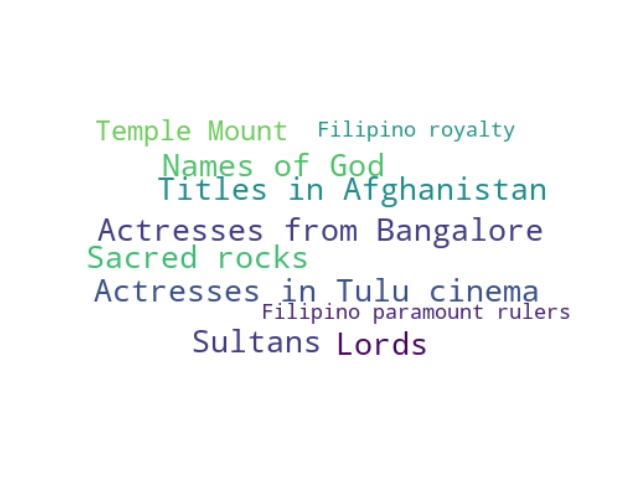 Temple Mount Filipino royalty
Names of God
Titles in Afghanistan
Actresses from Bangalore
Sacred rocks
Actresses in Tulu cinema
Filipino paramount rulers
Sultans Lords